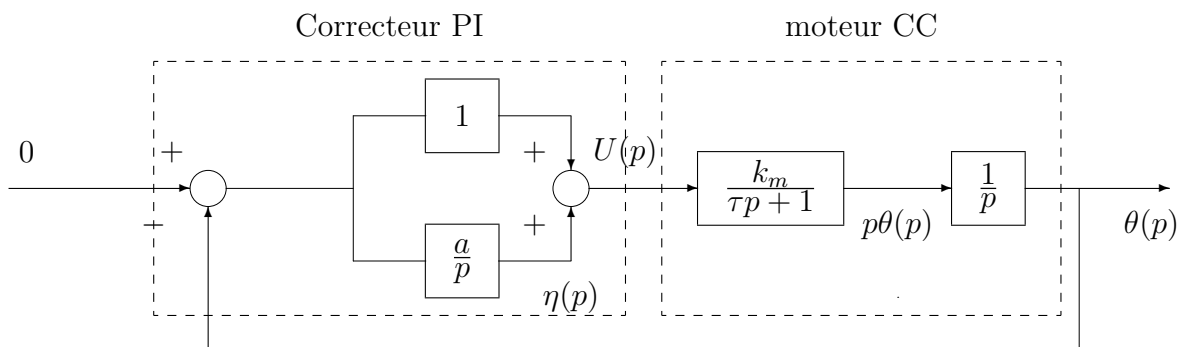 Correcteur PI
moteur CC
0
+
+
1
a/p
+
+
η(p)
U(p)
k_m/(τp + 1)
pθ(p)
1/p
θ(p)